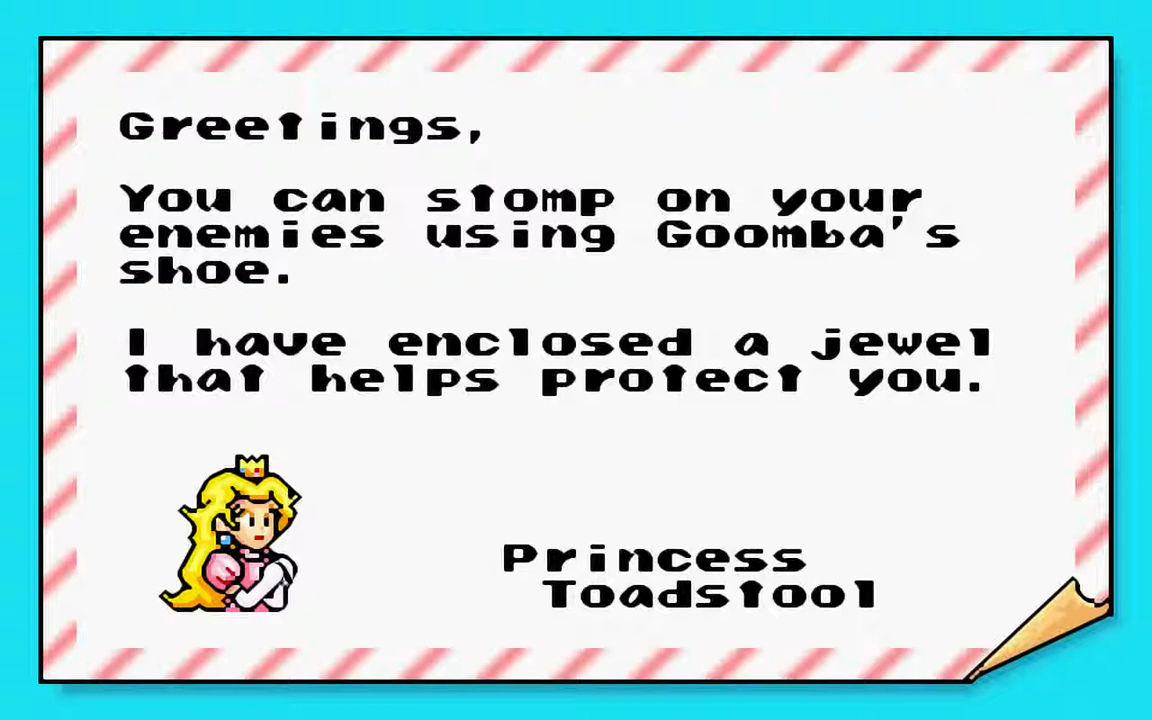 Greetings,
You can stomp on your
enemies using Goomba's
shoe.
I have enclosed a jewel
that helps protect you.
Princess
Toadstool